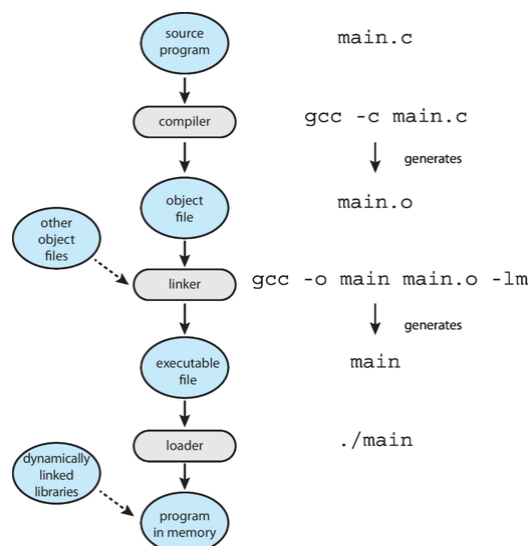 source
program
main.c
compiler
gcc -c main.c
generates
object
file
main.o
other
object
files
linker
gcc -o main main.o -lm
generates
executable
file
main
loader
./main
dynamically
linked
libraries
program
in memory